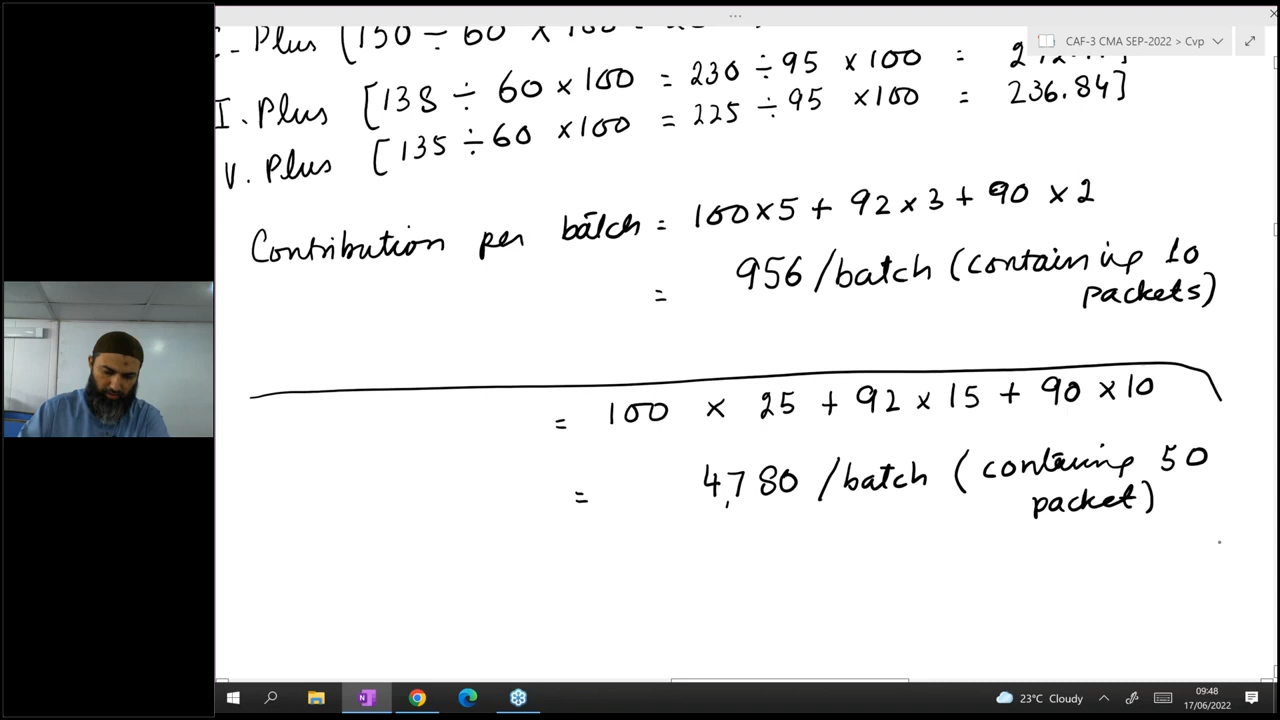 CAF-3 CMA SEP-2022 > Cvp
Plus (150 ÷ 60 × 100
I. Plus [138 ÷ 60 × 100 = 230 ÷ 95 × 100 =
V. Plus [135 ÷ 60 × 100 = 225 ÷ 95 × 100 = 236.84]
Contribution per batch = 100 × 5 + 92 × 3 + 90 × 2
= 956 /batch (containing 10
packets)
= 100 × 25 + 92 × 15 + 90 × 10
= 4,780 /batch (containing 50
packet)
23°C Cloudy
09:48
17/06/2022